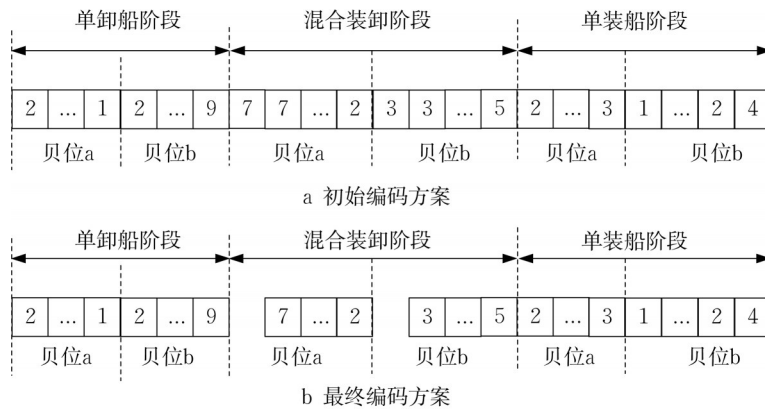 单卸船阶段 混合装卸阶段 单装船阶段
2 ... 1 2 ... 9 7 7 ... 2 3 3 ... 5 2 ... 3 1 ... 2 4
贝位a 贝位b 贝位a 贝位b 贝位a 贝位b
a 初始编码方案
单卸船阶段 混合装卸阶段 单装船阶段
2 ... 1 2 ... 9 7 ... 2 3 ... 5 2 ... 3 1 ... 2 4
贝位a 贝位b 贝位a 贝位b 贝位a 贝位b
b 最终编码方案